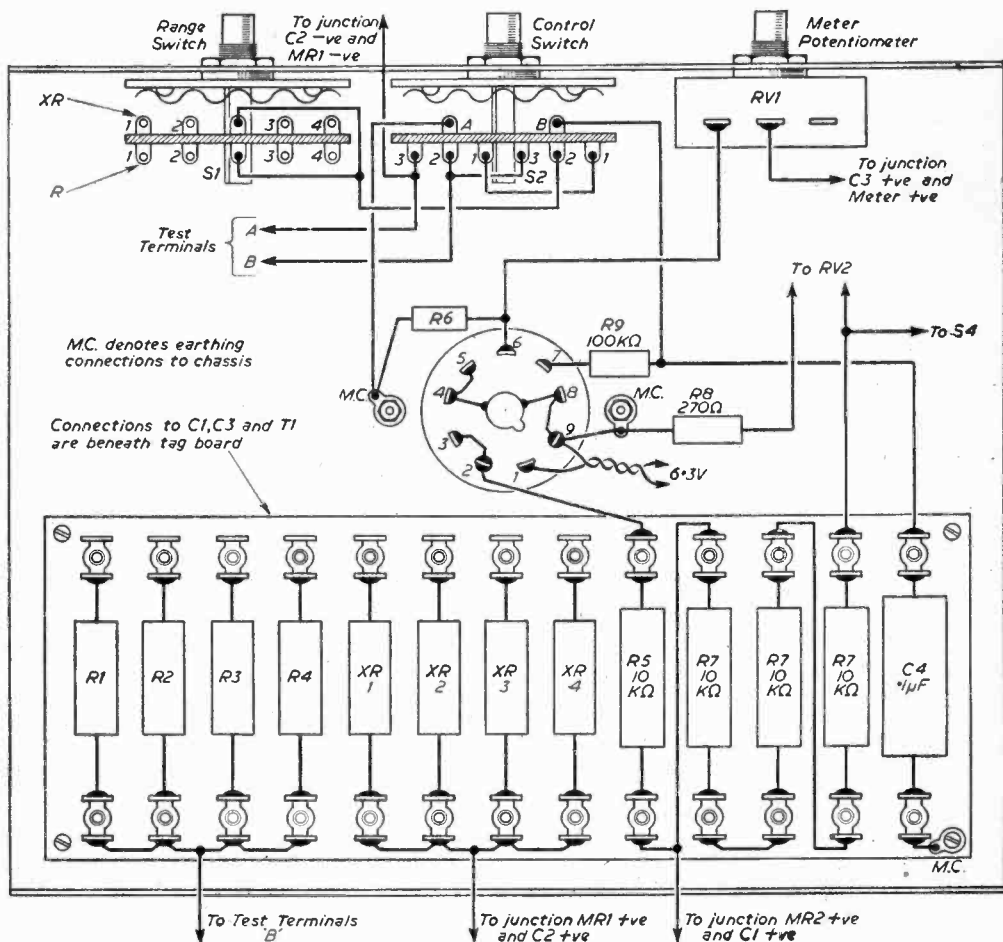 Range
Switch
To junction
C2 -ve and
MR1 -ve
Control
Switch
Meter
Potentiometer
XR
1
2
3
4
R
1
2
3
4
S1
A
B
3
2
1
3
2
1
S2
RV1
To junction
C3 +ve and
Meter +ve
Test
Terminals
A
B
To RV2
To S4
M.C. denotes earthing
connections to chassis
R6
R9
100KΩ
M.C.
M.C.
R8
270Ω
1
2
3
4
5
6
7
8
9
6·3V
Connections to C1,C3 and T1
are beneath tag board
R1
R2
R3
R4
XR
1
XR
2
XR
3
XR
4
R5
10
KΩ
R7
10
KΩ
R7
10
KΩ
R7
10
KΩ
C4
·1µF
M.C.
To Test Terminals
'B'
To junction MR1 +ve
and C2 +ve
To junction MR2 +ve
and C1 +ve